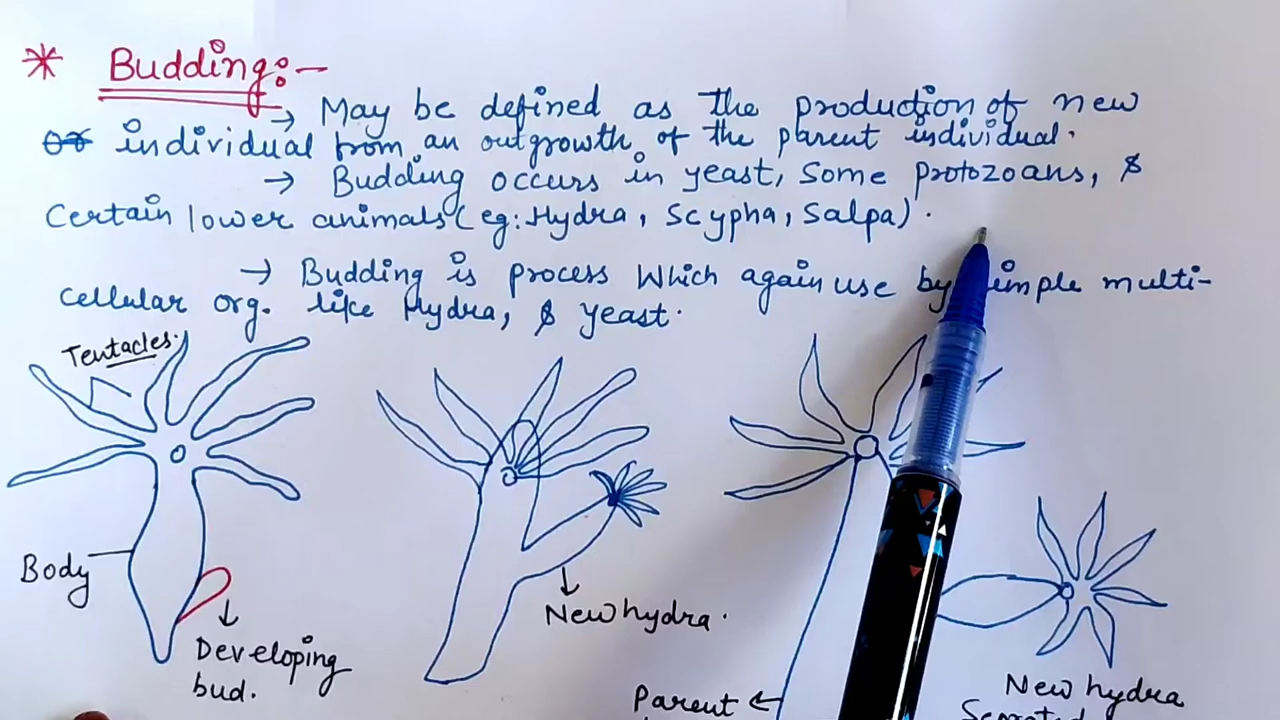 * Budding:-
→ May be defined as the production of new
individual from an outgrowth of the parent individual.
→ Budding occurs in yeast, Some Protozoans, &
Certain lower animals (eg: Hydra, Scypha, Salpa).
→ Budding is process Which again use by simple multi-
cellular org. like Hydra, & Yeast.
Tentacles.
Body
Developing
bud.
New hydra.
Parent
New hydra